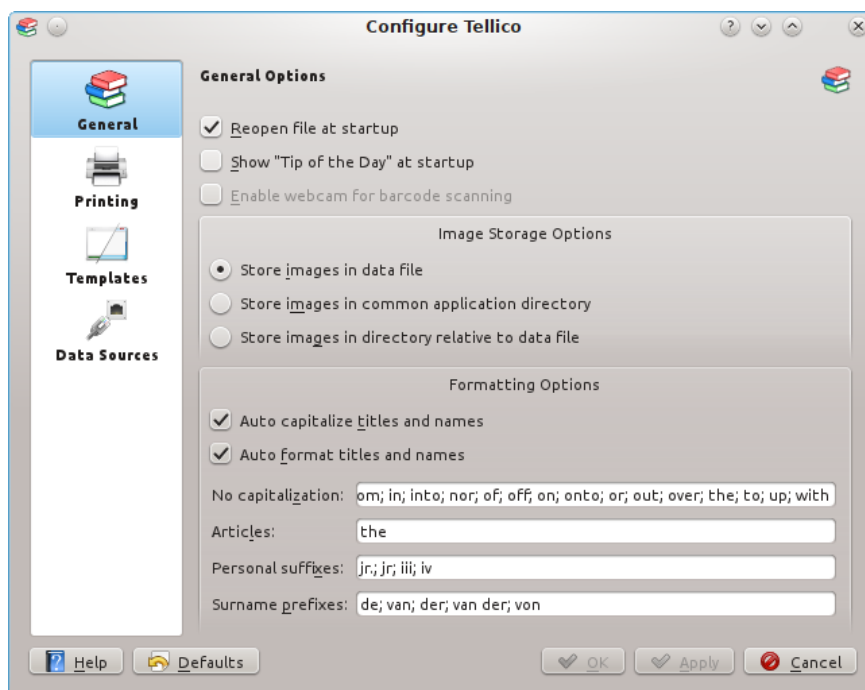 Configure Tellico
General
Printing
Templates
Data Sources
General Options
Reopen file at startup
Show "Tip of the Day" at startup
Enable webcam for barcode scanning
Image Storage Options
Store images in data file
Store images in common application directory
Store images in directory relative to data file
Formatting Options
Auto capitalize titles and names
Auto format titles and names
No capitalization: om; in; into; nor; of; off; on; onto; or; out; over; the; to; up; with
Articles: the
Personal suffixes: jr.; jr; iii; iv
Surname prefixes: de; van; der; van der; von
Help Defaults OK Apply Cancel